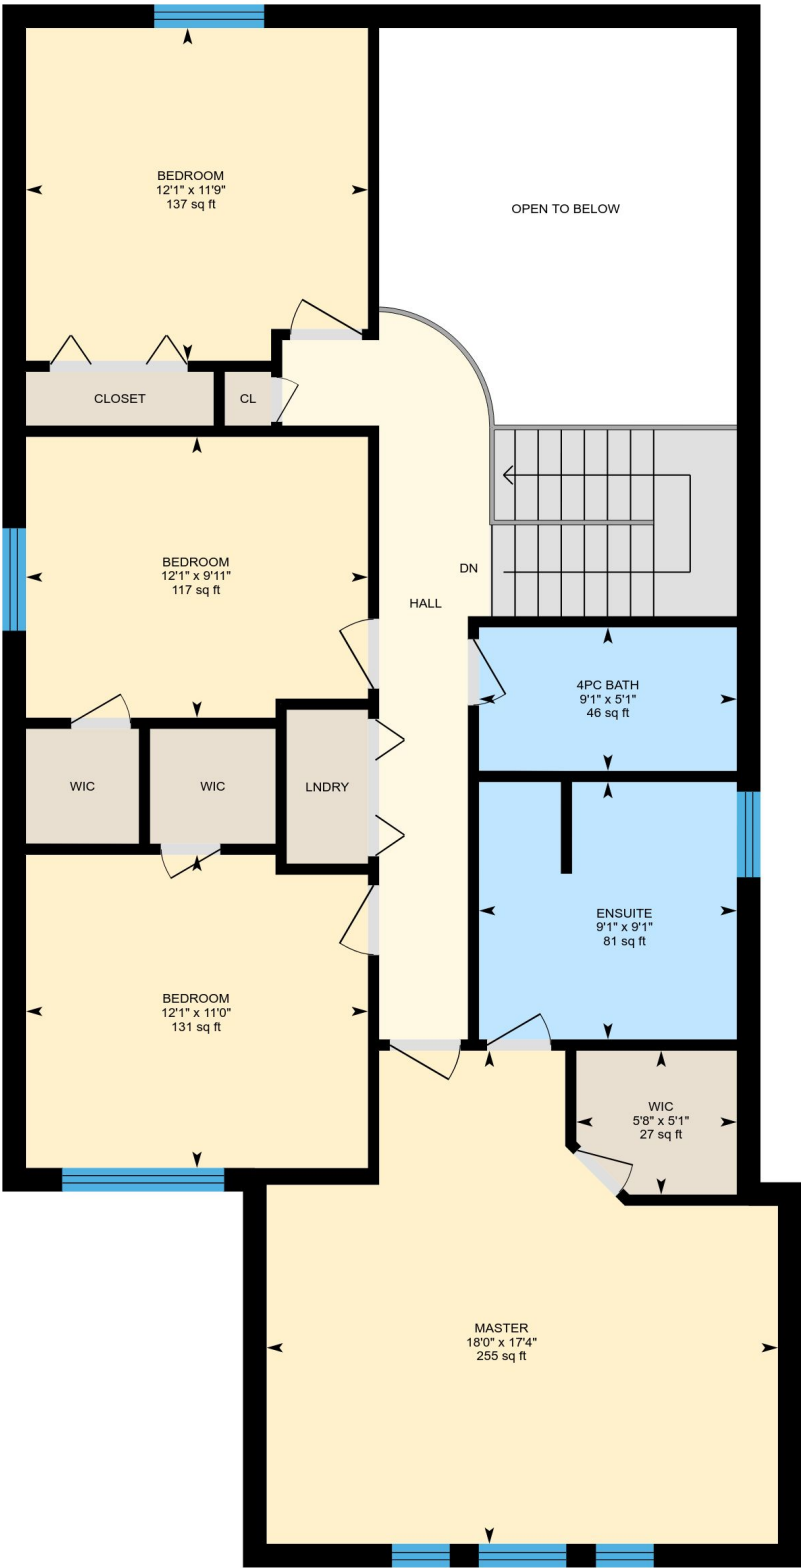 BEDROOM
12'1" x 11'9"
137 sq ft
OPEN TO BELOW
CLOSET
CL
BEDROOM
12'1" x 9'11"
117 sq ft
DN
HALL
4PC BATH
9'1" x 5'1"
46 sq ft
WIC
WIC
LNDRY
ENSUITE
9'1" x 9'1"
81 sq ft
BEDROOM
12'1" x 11'0"
131 sq ft
WIC
5'8" x 5'1"
27 sq ft
MASTER
18'0" x 17'4"
255 sq ft